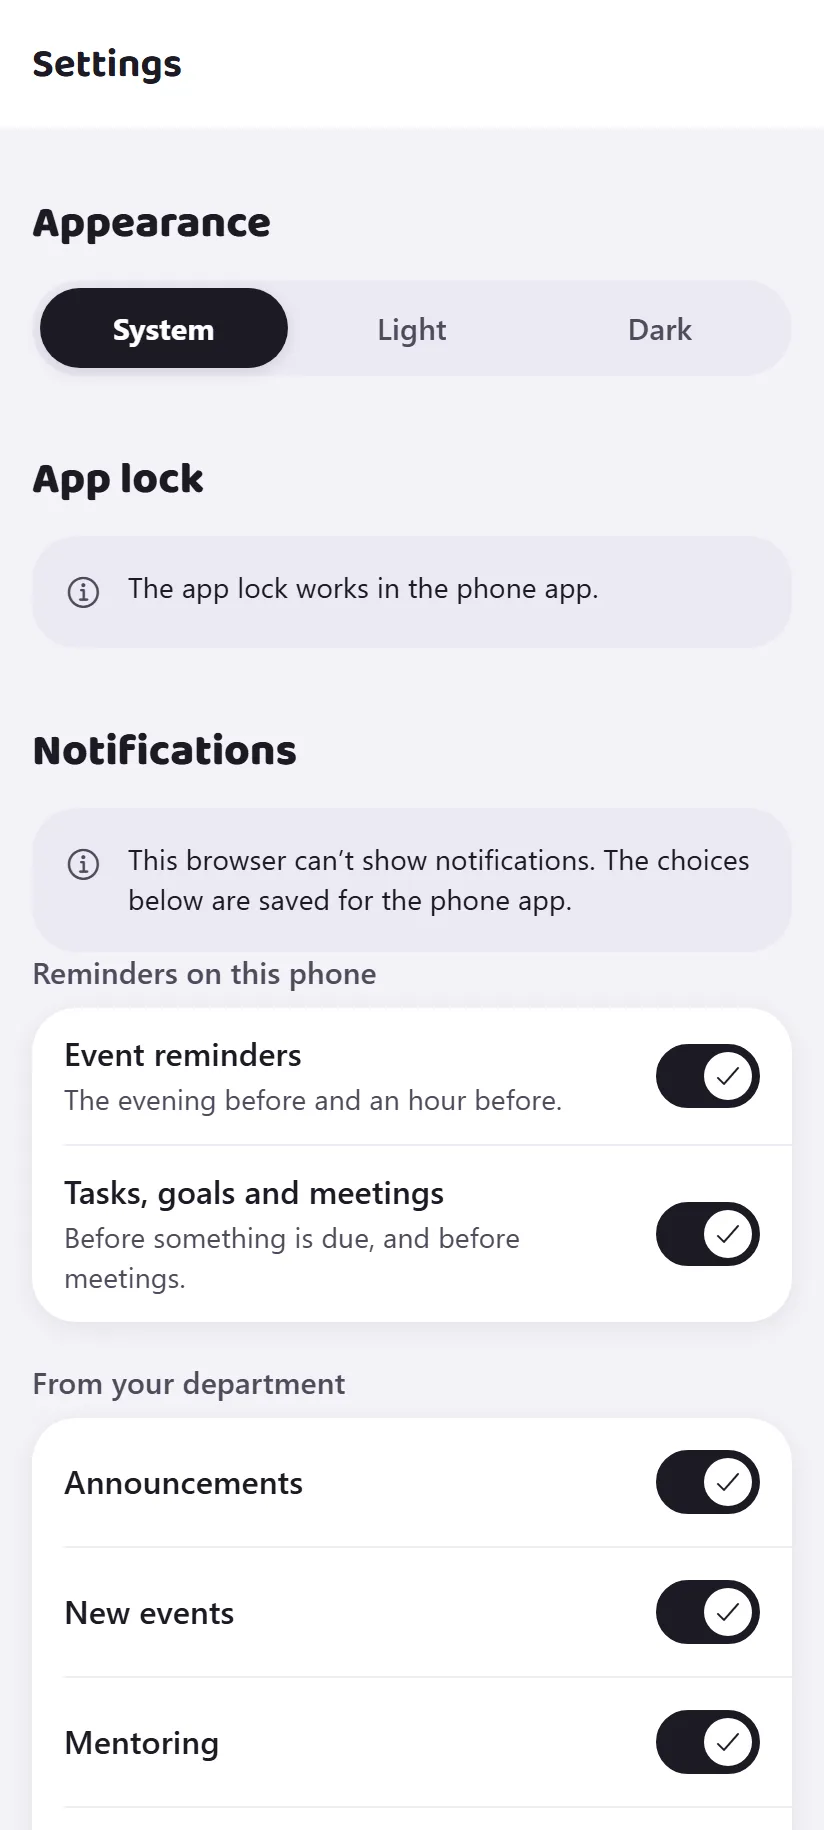 Settings
Appearance
System Light Dark
App lock
The app lock works in the phone app.
Notifications
This browser can’t show notifications. The choices
below are saved for the phone app.
Reminders on this phone
Event reminders
The evening before and an hour before.
Tasks, goals and meetings
Before something is due, and before
meetings.
From your department
Announcements
New events
Mentoring